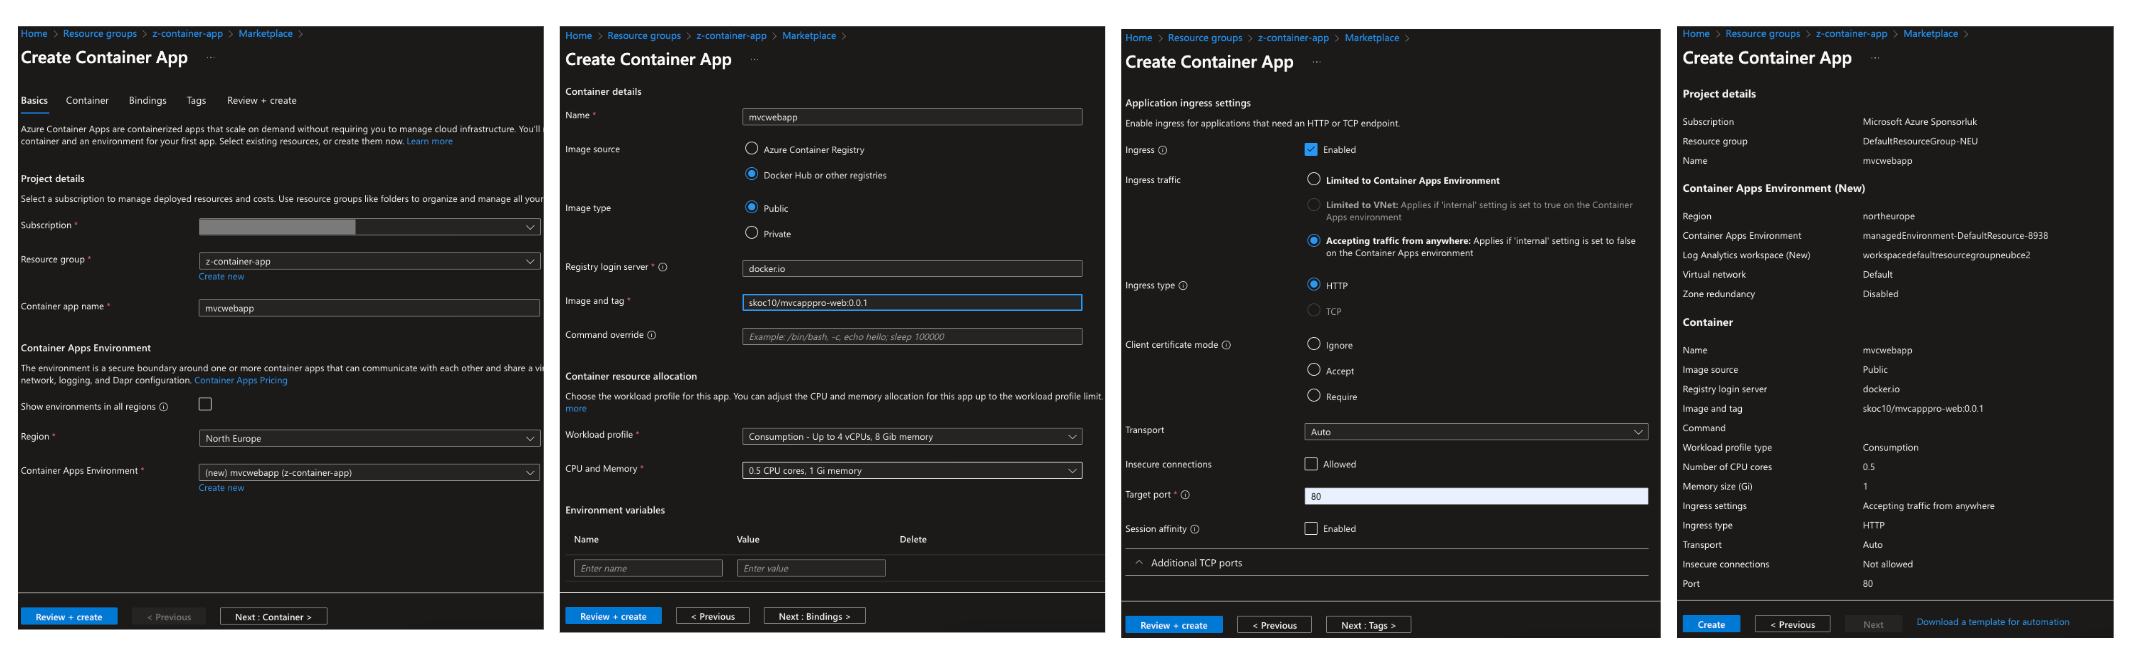 Home > Resource groups > z-container-app > Marketplace >
Create Container App ...
Basics Container Bindings Tags Review + create
Azure Container Apps are containerized apps that scale on demand without requiring you to manage cloud infrastructure. You'll
container and an environment for your first app. Select existing resources, or create them now. Learn more
Project details
Select a subscription to manage deployed resources and costs. Use resource groups like folders to organize and manage all your
Subscription *
Resource group * z-container-app
Create new
Container app name * mvcwebapp
Container Apps Environment
The environment is a secure boundary around one or more container apps that can communicate with each other and share a vi
network, logging, and Dapr configuration. Container Apps Pricing
Show environments in all regions
Region * North Europe
Container Apps Environment * (new) mvcwebapp (z-container-app)
Create new
Review + create < Previous Next : Container >
Home > Resource groups > z-container-app > Marketplace >
Create Container App ...
Container details
Name * mvcwebapp
Image source Azure Container Registry
Docker Hub or other registries
Image type Public
Private
Registry login server * docker.io
Image and tag * skoc10/mvcapppro-web:0.0.1
Command override Example: /bin/bash, -c, echo hello; sleep 100000
Container resource allocation
Choose the workload profile for this app. You can adjust the CPU and memory allocation for this app up to the workload profile limit.
more
Workload profile * Consumption - Up to 4 vCPUs, 8 Gib memory
CPU and Memory * 0.5 CPU cores, 1 Gi memory
Environment variables
Name Value Delete
Enter name Enter value
Review + create < Previous Next : Bindings >
Home > Resource groups > z-container-app > Marketplace >
Create Container App ...
Application ingress settings
Enable ingress for applications that need an HTTP or TCP endpoint.
Ingress Enabled
Ingress traffic Limited to Container Apps Environment
Limited to VNet: Applies if 'internal' setting is set to true on the Container
Apps environment
Accepting traffic from anywhere: Applies if 'internal' setting is set to false
on the Container Apps environment
Ingress type HTTP
TCP
Client certificate mode Ignore
Accept
Require
Transport Auto
Insecure connections Allowed
Target port * 80
Session affinity Enabled
Additional TCP ports
Review + create < Previous Next : Tags >
Home > Resource groups > z-container-app > Marketplace >
Create Container App ...
Project details
Subscription Microsoft Azure Sponsorluk
Resource group DefaultResourceGroup-NEU
Name mvcwebapp
Container Apps Environment (New)
Region northeurope
Container Apps Environment managedEnvironment-DefaultResource-8938
Log Analytics workspace (New) workspacedefaultresourcegroupneubce2
Virtual network Default
Zone redundancy Disabled
Container
Name mvcwebapp
Image source Public
Registry login server docker.io
Image and tag skoc10/mvcapppro-web:0.0.1
Command
Workload profile type Consumption
Number of CPU cores 0.5
Memory size (Gi) 1
Ingress settings Accepting traffic from anywhere
Ingress type HTTP
Transport Auto
Insecure connections Not allowed
Port 80
Create < Previous Next Download a template for automation